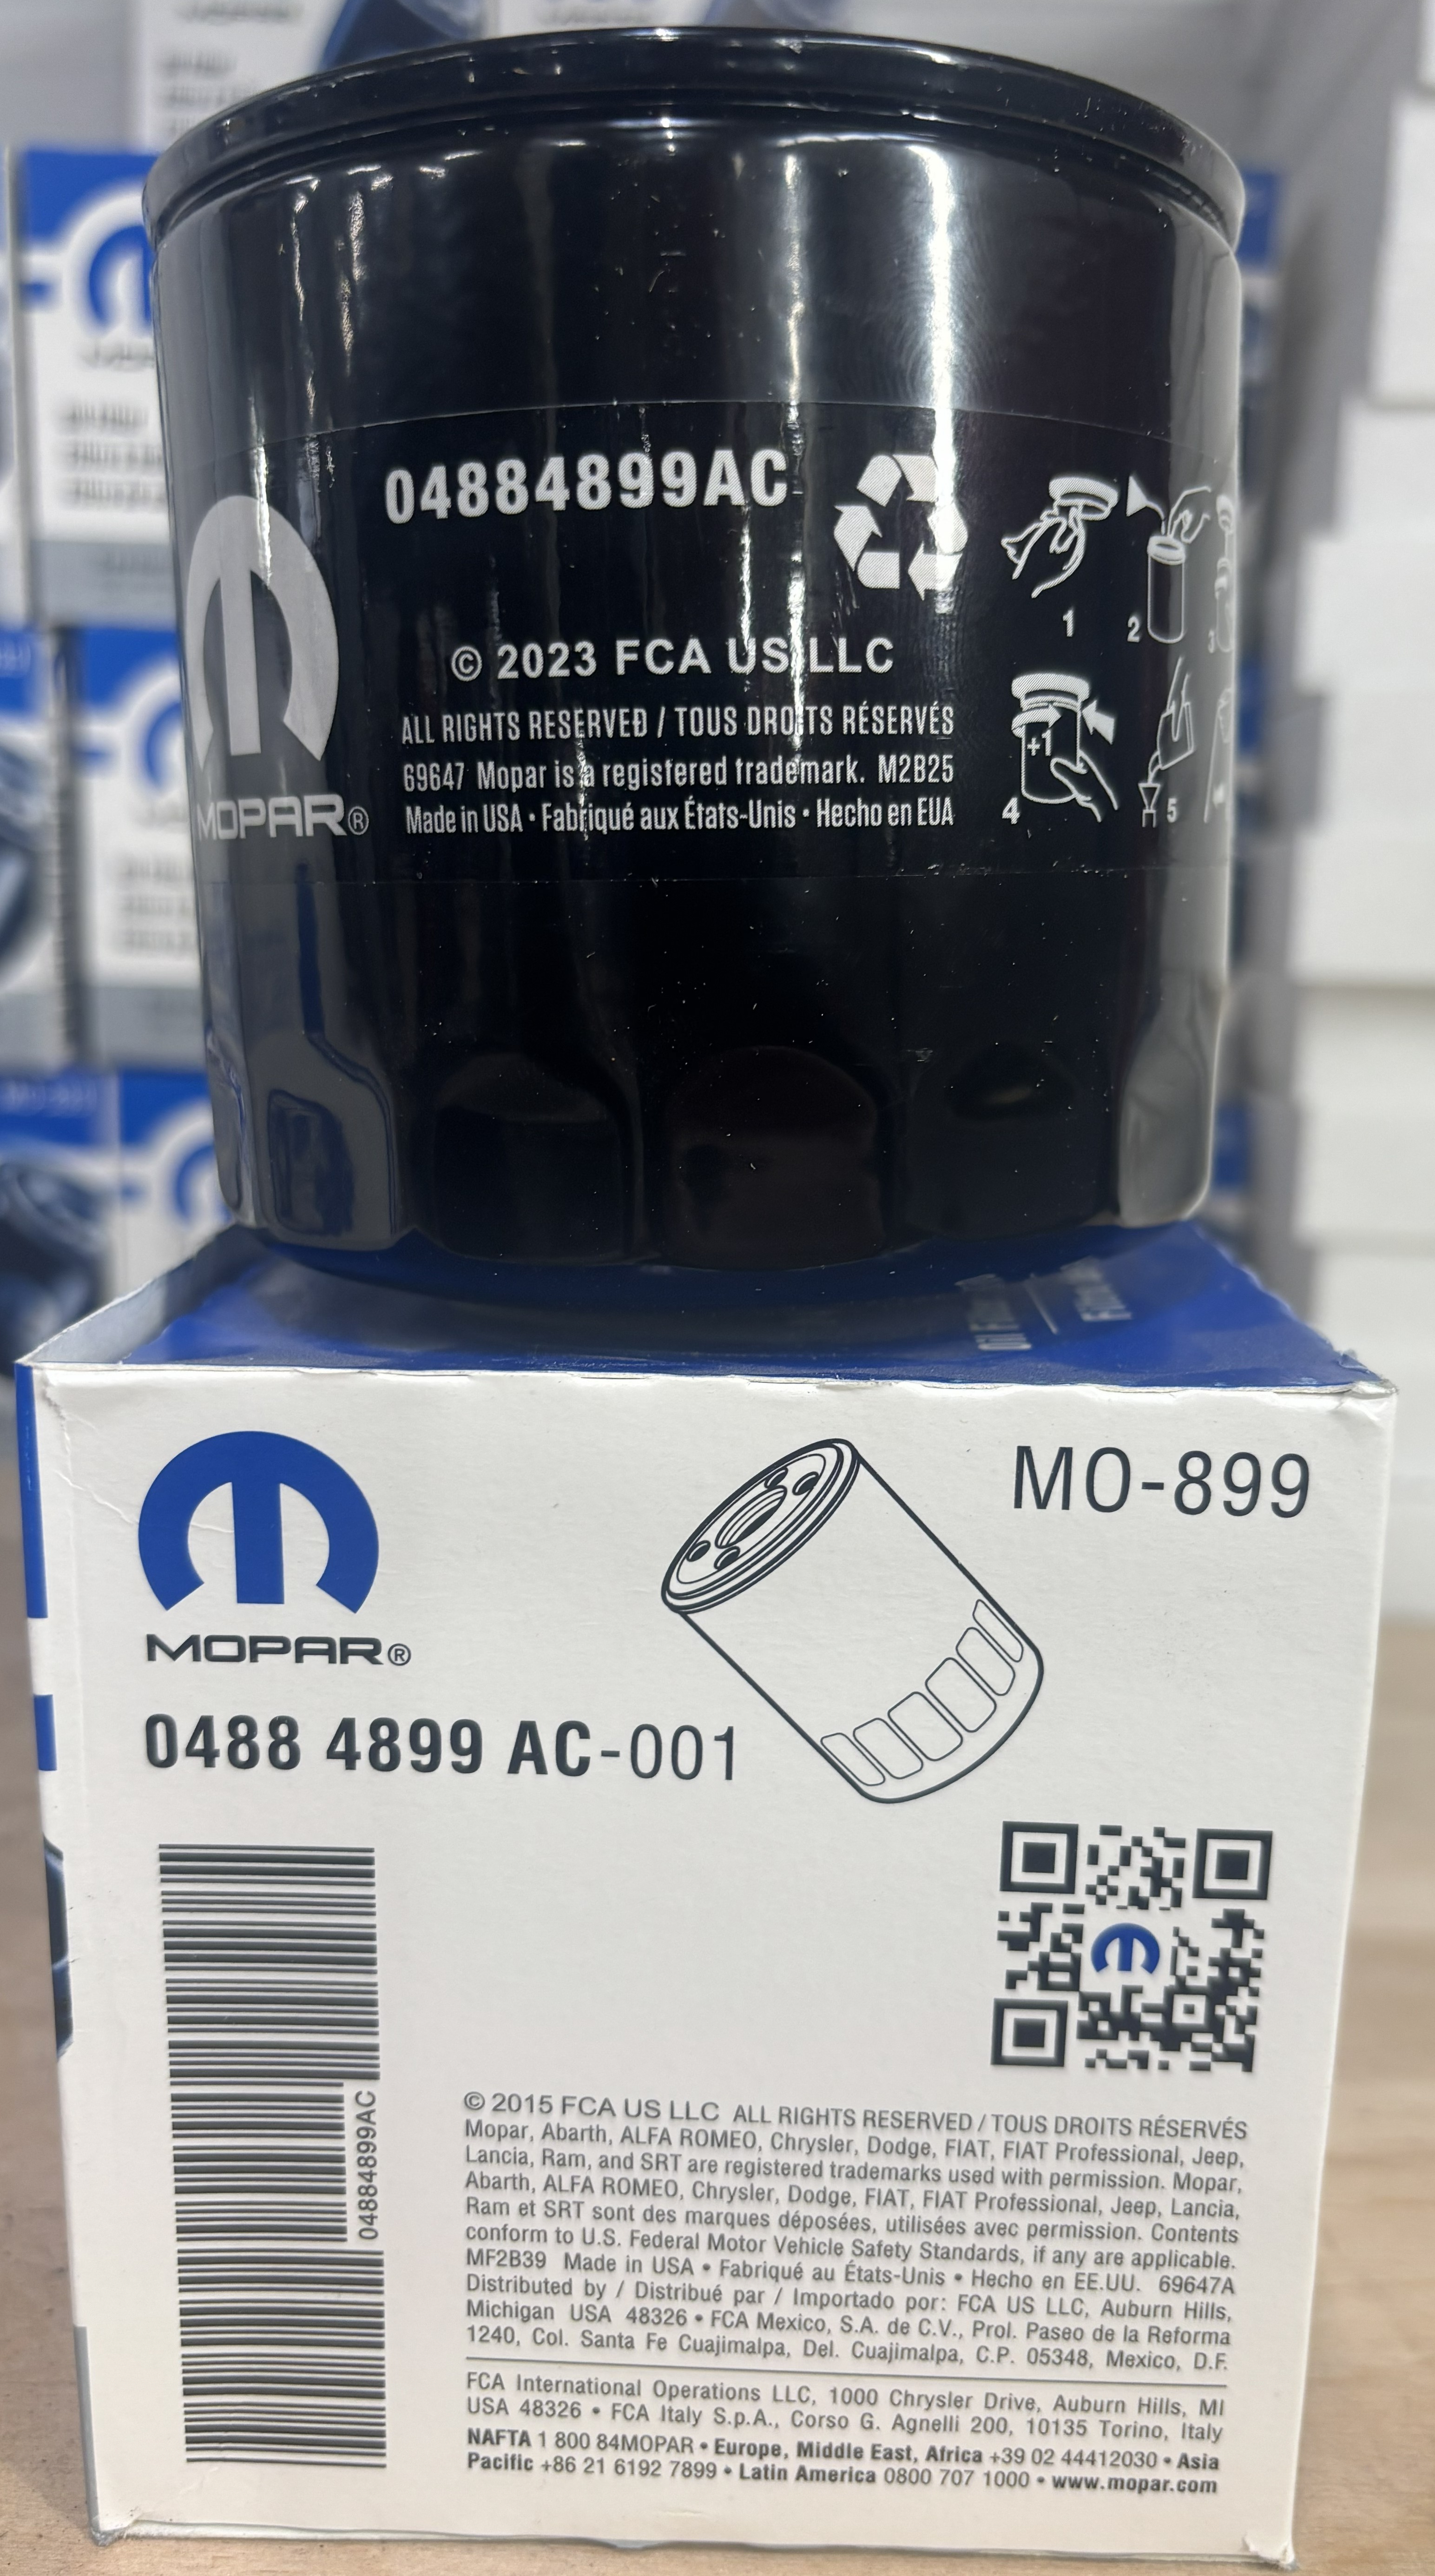 04884899AC
© 2023 FCA US LLC
ALL RIGHTS RESERVED / TOUS DROITS RÉSERVÉS
69647 Mopar is a registered trademark. M2B25
Made in USA • Fabriqué aux États-Unis • Hecho en EUA
MOPAR®
1
2
3
+1
4
5
MO-899
MOPAR®
0488 4899 AC-001
04884899AC
© 2015 FCA US LLC ALL RIGHTS RESERVED / TOUS DROITS RÉSERVÉS
Mopar, Abarth, ALFA ROMEO, Chrysler, Dodge, FIAT, FIAT Professional, Jeep,
Lancia, Ram, and SRT are registered trademarks used with permission. Mopar,
Abarth, ALFA ROMEO, Chrysler, Dodge, FIAT, FIAT Professional, Jeep, Lancia,
Ram et SRT sont des marques déposées, utilisées avec permission. Contents
conform to U.S. Federal Motor Vehicle Safety Standards, if any are applicable.
MF2B39 Made in USA • Fabriqué au États-Unis • Hecho en EE.UU. 69647A
Distributed by / Distribué par / Importado por: FCA US LLC, Auburn Hills,
Michigan USA 48326 • FCA Mexico, S.A. de C.V., Prol. Paseo de la Reforma
1240, Col. Santa Fe Cuajimalpa, Del. Cuajimalpa, C.P. 05348, Mexico, D.F.
FCA International Operations LLC, 1000 Chrysler Drive, Auburn Hills, MI
USA 48326 • FCA Italy S.p.A., Corso G. Agnelli 200, 10135 Torino, Italy
NAFTA 1 800 84MOPAR • Europe, Middle East, Africa +39 02 44412030 • Asia
Pacific +86 21 6192 7899 • Latin America 0800 707 1000 • www.mopar.com